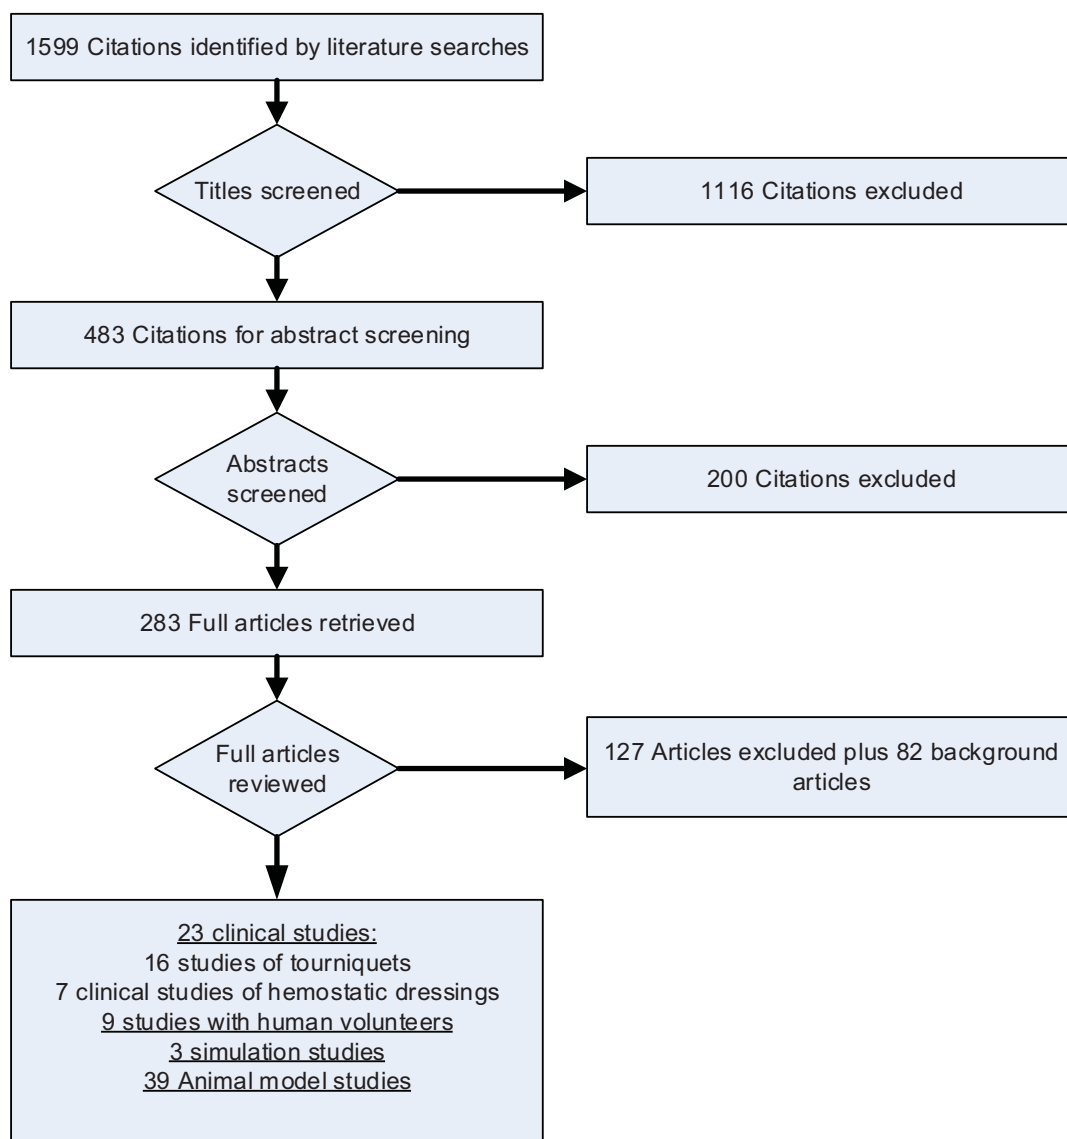 1599 Citations identified by literature searches
Titles screened
1116 Citations excluded
483 Citations for abstract screening
Abstracts
screened
200 Citations excluded
283 Full articles retrieved
Full articles
reviewed
127 Articles excluded plus 82 background
articles
23 clinical studies:
16 studies of tourniquets
7 clinical studies of hemostatic dressings
9 studies with human volunteers
3 simulation studies
39 Animal model studies